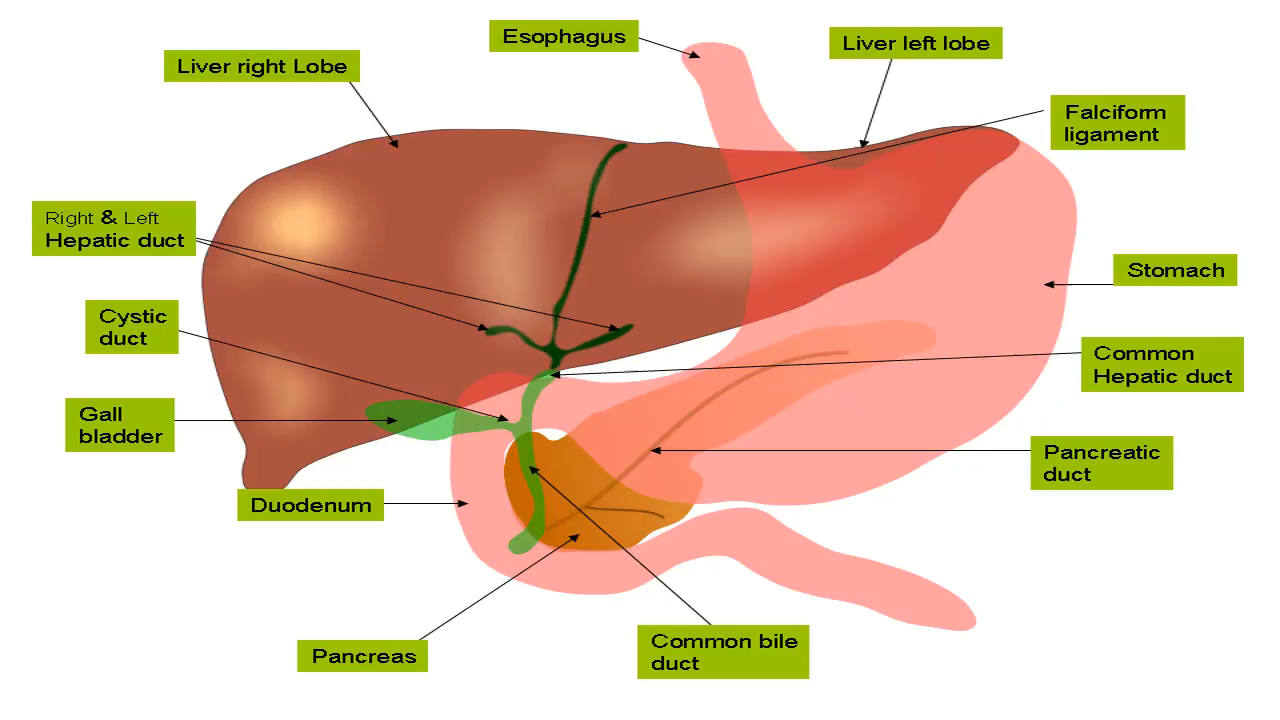 Esophagus
Liver left lobe
Liver right Lobe
Falciform
ligament
Right & Left
Hepatic duct
Stomach
Cystic
duct
Common
Hepatic duct
Gall
bladder
Pancreatic
duct
Duodenum
Pancreas
Common bile
duct